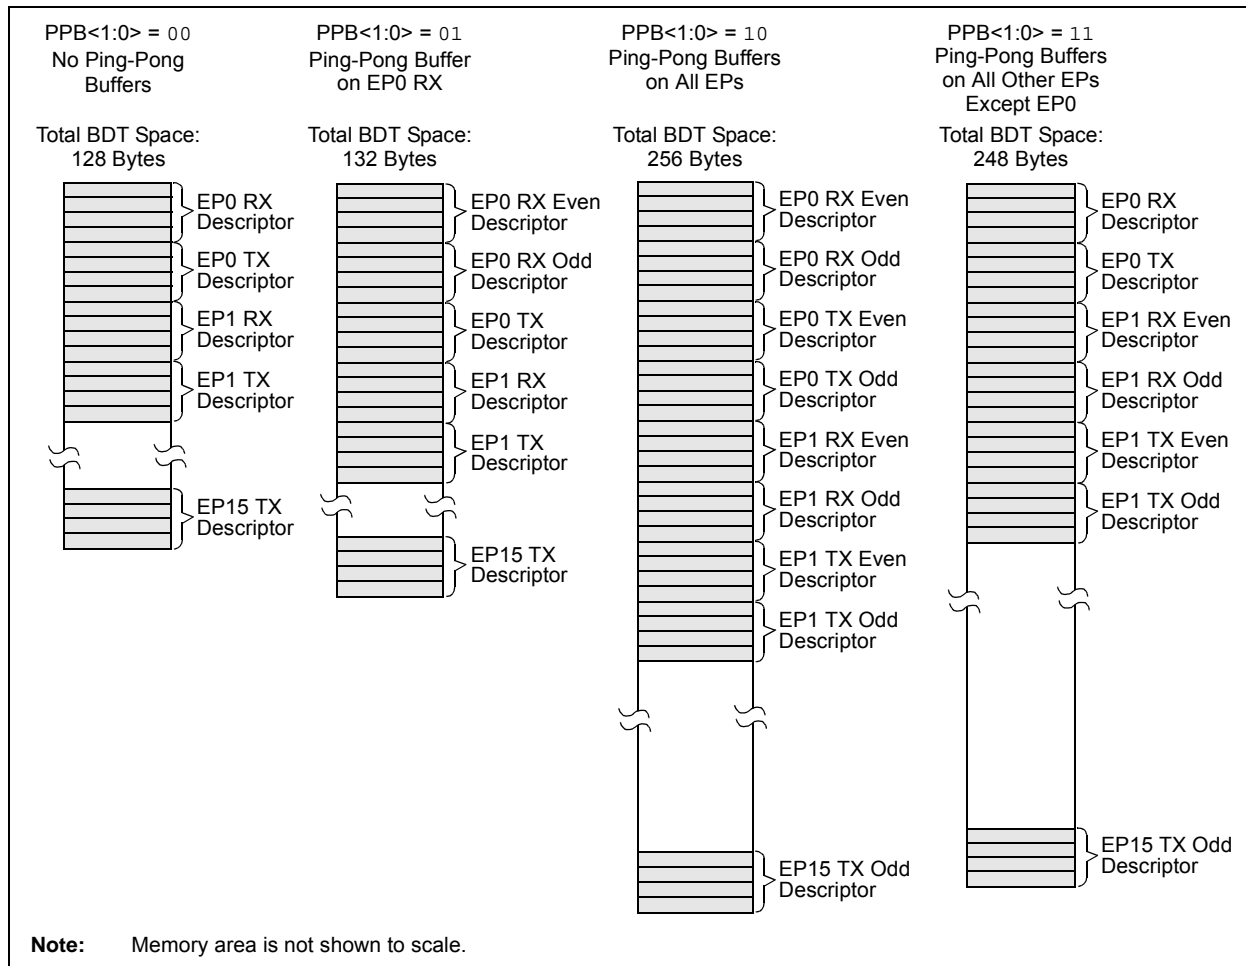 PPB<1:0> = 00
No Ping-Pong
Buffers
Total BDT Space:
128 Bytes
EP0 RX
Descriptor
EP0 TX
Descriptor
EP1 RX
Descriptor
EP1 TX
Descriptor
EP15 TX
Descriptor
PPB<1:0> = 01
Ping-Pong Buffer
on EP0 RX
Total BDT Space:
132 Bytes
EP0 RX Even
Descriptor
EP0 RX Odd
Descriptor
EP0 TX
Descriptor
EP1 RX
Descriptor
EP1 TX
Descriptor
EP15 TX
Descriptor
PPB<1:0> = 10
Ping-Pong Buffers
on All EPs
Total BDT Space:
256 Bytes
EP0 RX Even
Descriptor
EP0 RX Odd
Descriptor
EP0 TX Even
Descriptor
EP0 TX Odd
Descriptor
EP1 RX Even
Descriptor
EP1 RX Odd
Descriptor
EP1 TX Even
Descriptor
EP1 TX Odd
Descriptor
EP15 TX Odd
Descriptor
PPB<1:0> = 11
Ping-Pong Buffers
on All Other EPs
Except EP0
Total BDT Space:
248 Bytes
EP0 RX
Descriptor
EP0 TX
Descriptor
EP1 RX Even
Descriptor
EP1 RX Odd
Descriptor
EP1 TX Even
Descriptor
EP1 TX Odd
Descriptor
EP15 TX Odd
Descriptor
Note: Memory area is not shown to scale.